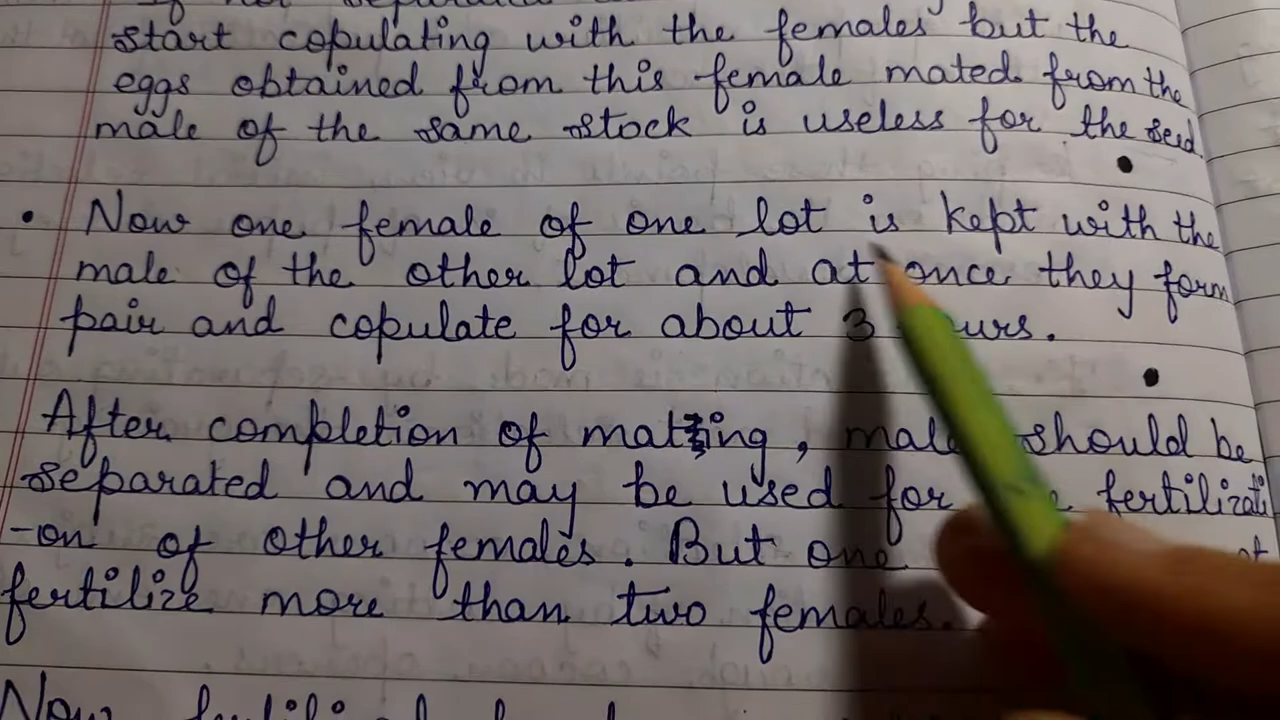 start copulating with the females but the
eggs obtained from this female mated from the
male of the same stock is useless for the seed.
• Now one female of one lot is kept with the
male of the other lot and at once they form
pair and copulate for about 3
After completion of mating, male should be
separated and may be used for fertilizati
-on of other females. But one
fertilize more than two females.
Now